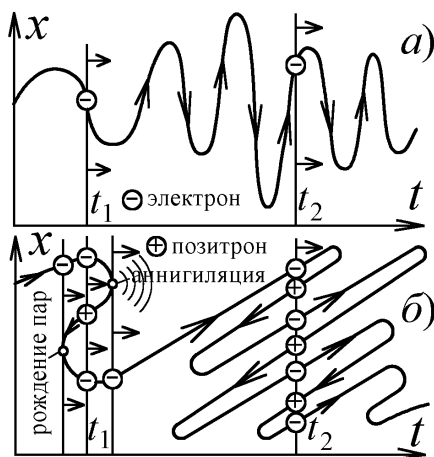 x
а)
t₁
⊖ электрон
t₂
t
x
⊕ позитрон
аннигиляция
рождение пар
б)
t₁
t₂
t